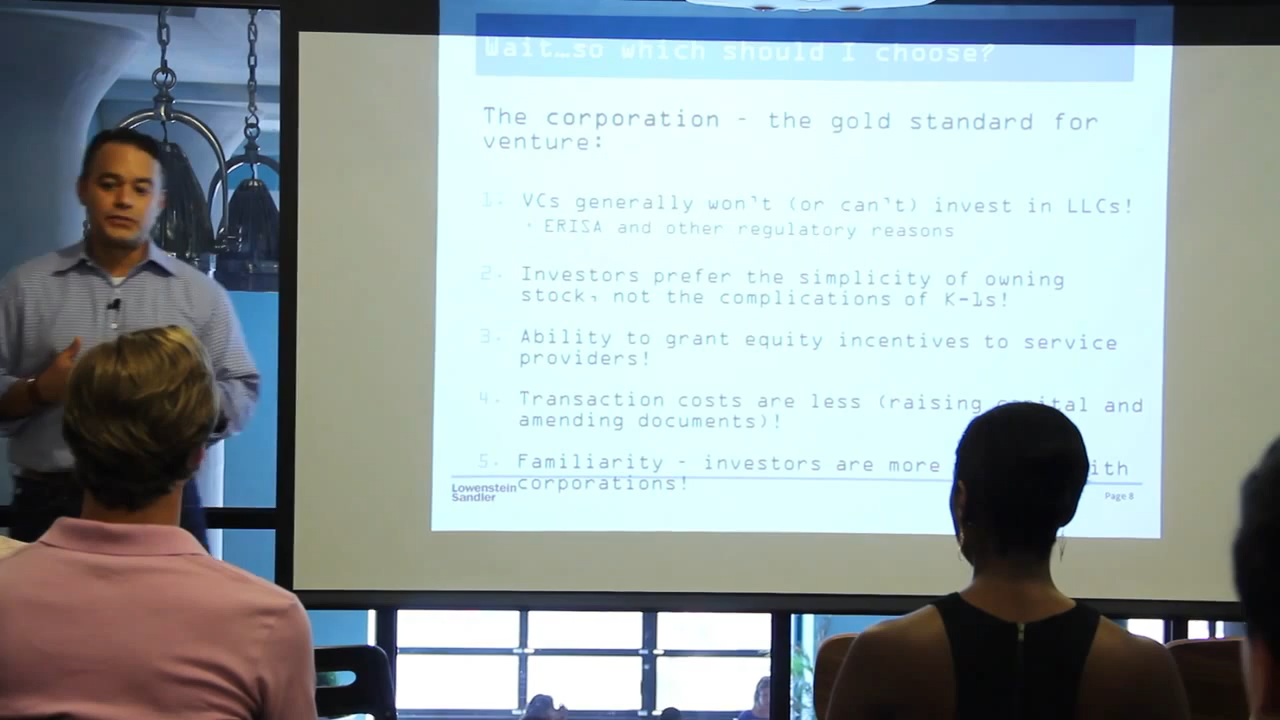 Wait…so which should I choose?
The corporation - the gold standard for
venture:
1. VCs generally won't (or can't) invest in LLCs!
· ERISA and other regulatory reasons
2. Investors prefer the simplicity of owning
stock, not the complications of K-1s!
3. Ability to grant equity incentives to service
providers!
4. Transaction costs are less (raising and
amending documents)!
5. Familiarity - investors are more
corporations!
Lowenstein
Sandler
Page 8